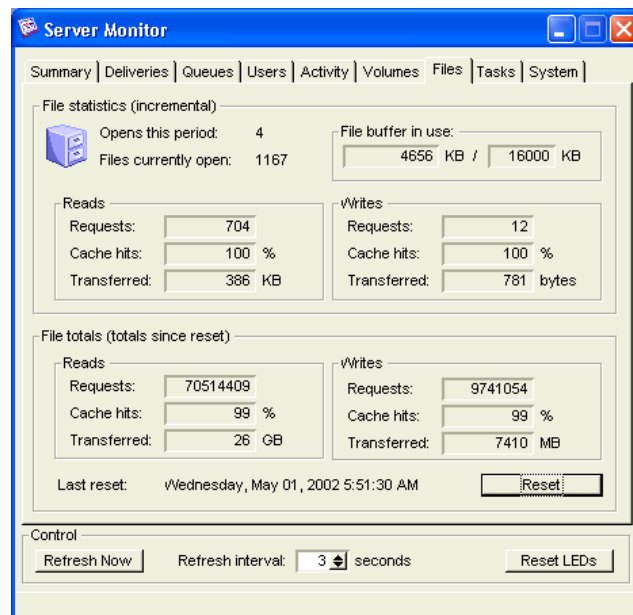 Server Monitor
Summary Deliveries Queues Users Activity Volumes Files Tasks System
File statistics (incremental)
Opens this period: 4
Files currently open: 1167
File buffer in use:
4656 KB / 16000 KB
Reads
Requests: 704
Cache hits: 100 %
Transferred: 386 KB
Writes
Requests: 12
Cache hits: 100 %
Transferred: 781 bytes
File totals (totals since reset)
Reads
Requests: 70514409
Cache hits: 99 %
Transferred: 26 GB
Writes
Requests: 9741054
Cache hits: 99 %
Transferred: 7410 MB
Last reset: Wednesday, May 01, 2002 5:51:30 AM Reset
Control
Refresh Now Refresh interval: 3 seconds Reset LEDs